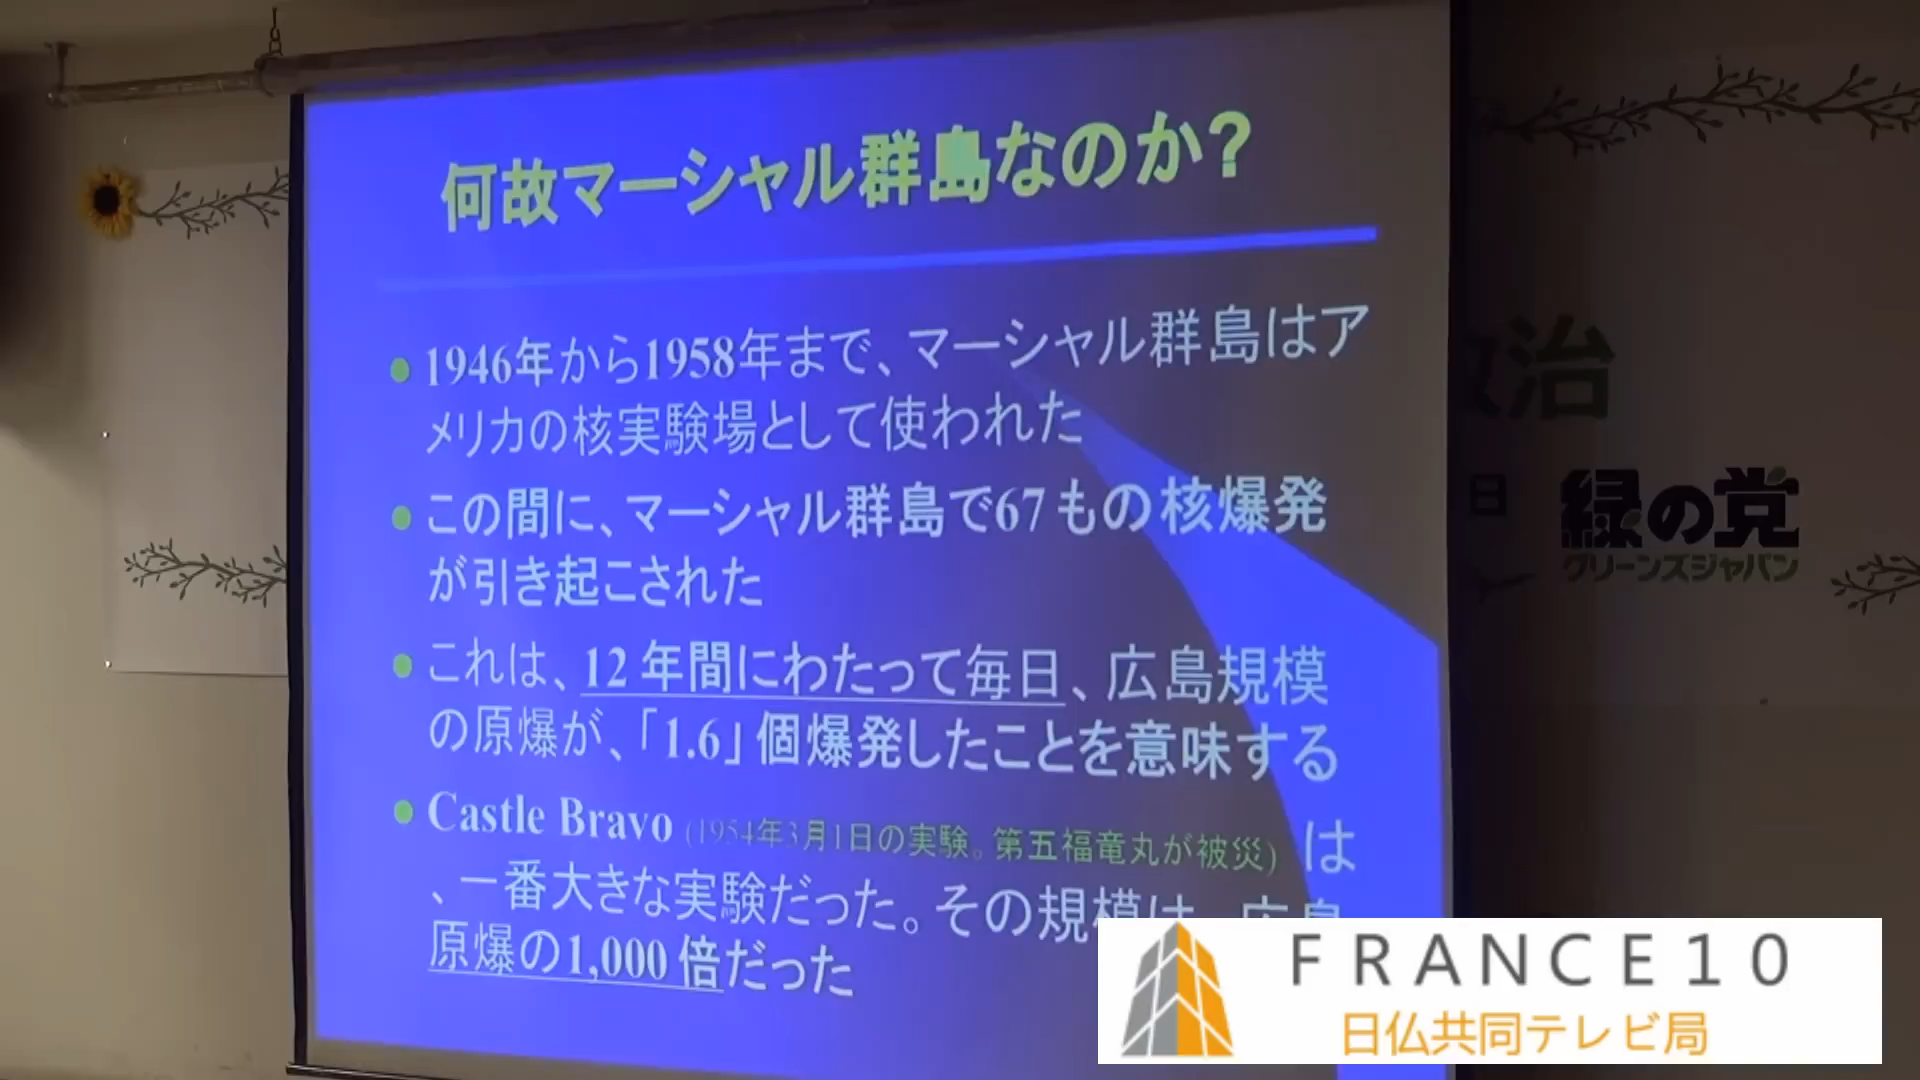 何故マーシャル群島なのか?
1946年から1958年まで、マーシャル群島はア
メリカの核実験場として使われた
この間に、マーシャル群島で67もの核爆発
が引き起こされた
これは、12年間にわたって毎日、広島規模
の原爆が、「1.6」個爆発したことを意味する
Castle Bravo (1954年3月1日の実験。第五福竜丸が被災) は
、一番大きな実験だった。その規模は、広島
原爆の1,000倍だった
治
日
緑の党
グリーンズジャパン
FRANCE10
日仏共同テレビ局